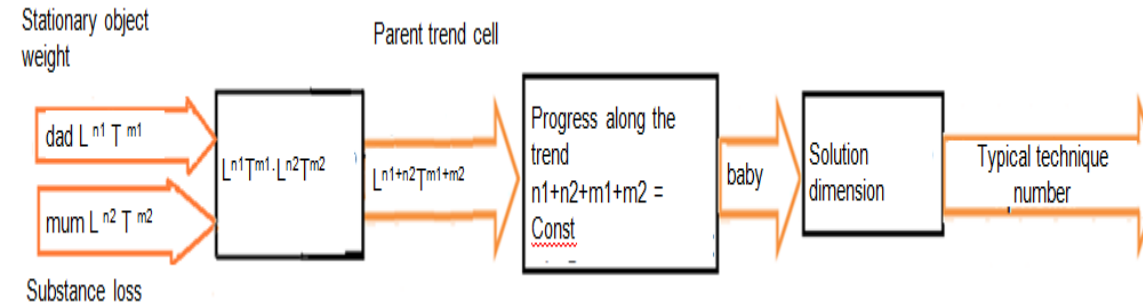 Stationary object
weight
Parent trend cell
dad L n1 T m1
mum L n2 T m2
Substance loss
Ln1Tm1·Ln2Tm2
Ln1+n2Tm1+m2
Progress along the
trend
n1+n2+m1+m2 =
Const
baby
Solution
dimension
Typical technique
number